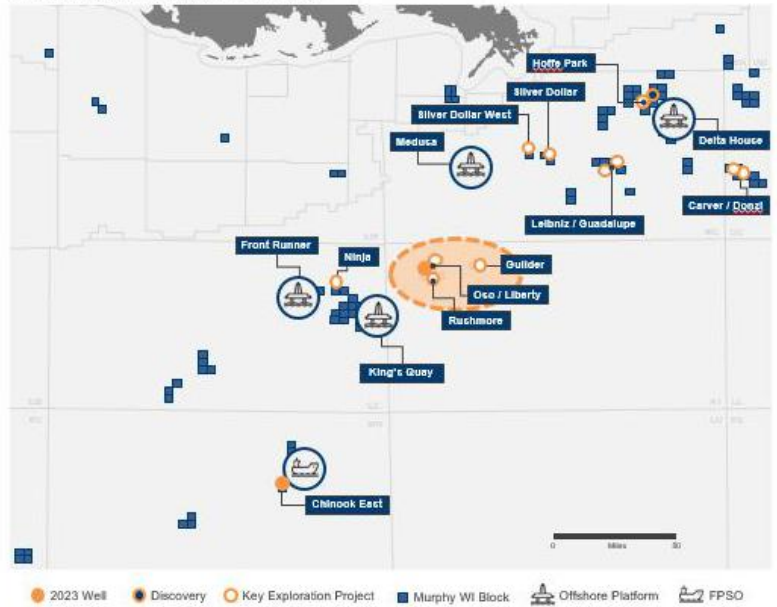 Hoffe Park
Silver Dollar
Silver Dollar West
Medusa
Delta House
Carver / Donzi
Leibniz / Guadalupe
Front Runner
Ninja
Guilder
Oso / Liberty
Rushmore
King's Quay
Chinook East
0 Miles 30
2023 Well Discovery Key Exploration Project Murphy WI Block Offshore Platform FPSO